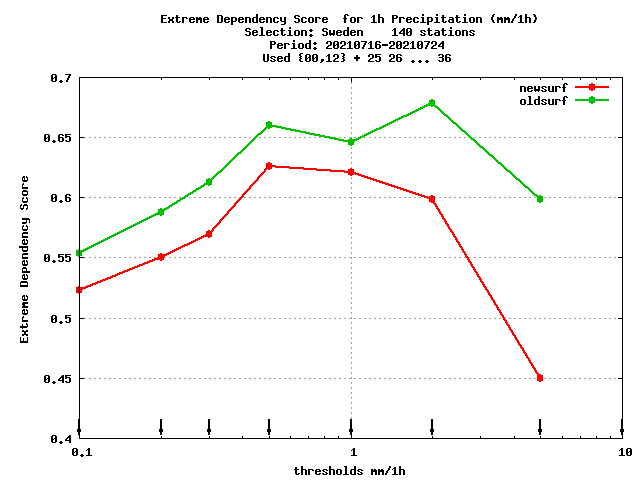 Extreme Dependency Score  for 1h Precipitation (mm/1h)
Selection: Sweden    140 stations
Period: 20210716-20210724
Used {00,12} + 25 26 ... 36
newsurf
oldsurf
0.7
0.65
0.6
0.55
0.5
0.45
0.4
Extreme Dependency Score
0.1 1 10
thresholds mm/1h